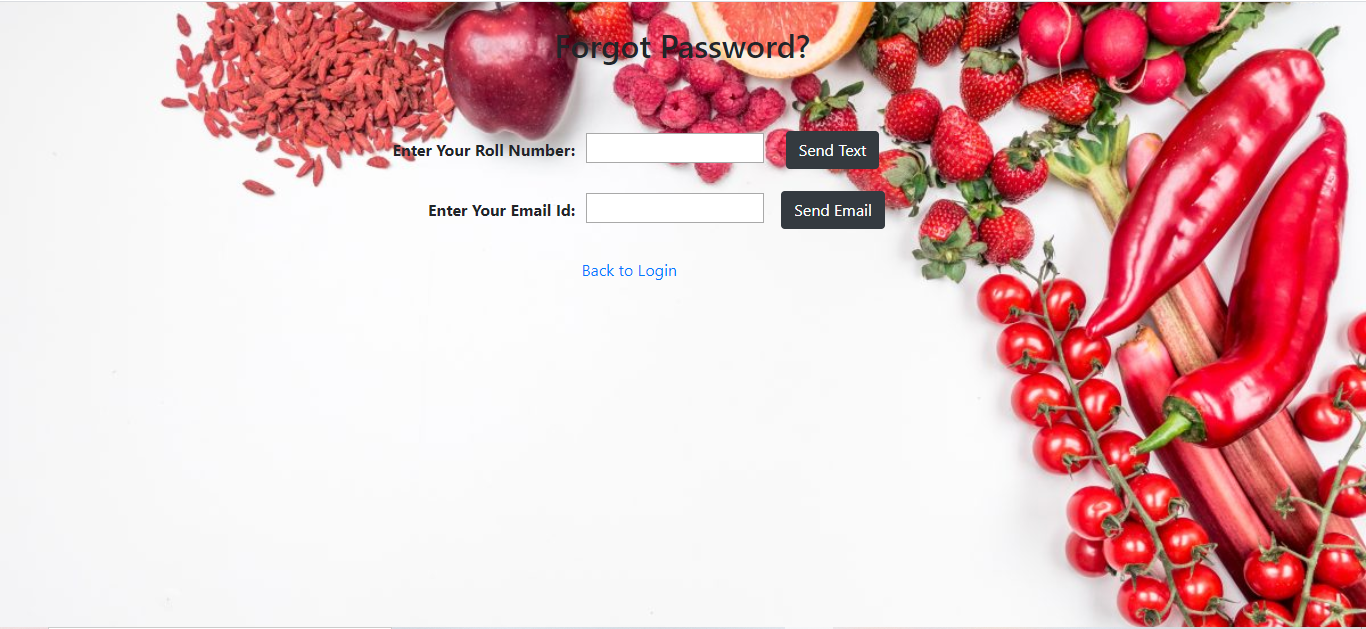 Forgot Password?
Enter Your Roll Number: Send Text
Enter Your Email Id: Send Email
Back to Login